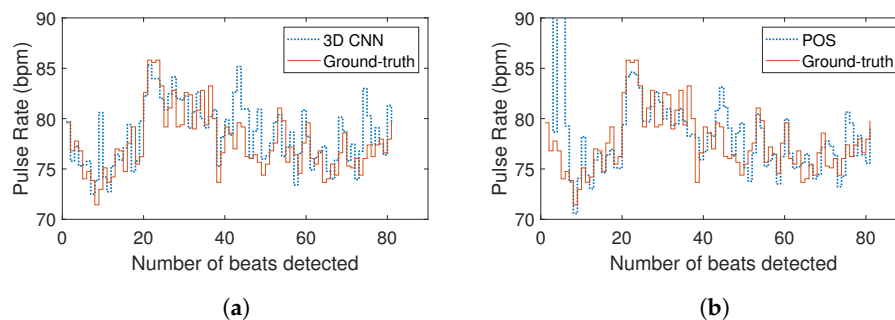 90
85
80
75
70
Pulse Rate (bpm)
3D CNN
Ground-truth
0
20
40
60
80
Number of beats detected
(a)
90
85
80
75
70
Pulse Rate (bpm)
POS
Ground-truth
0
20
40
60
80
Number of beats detected
(b)